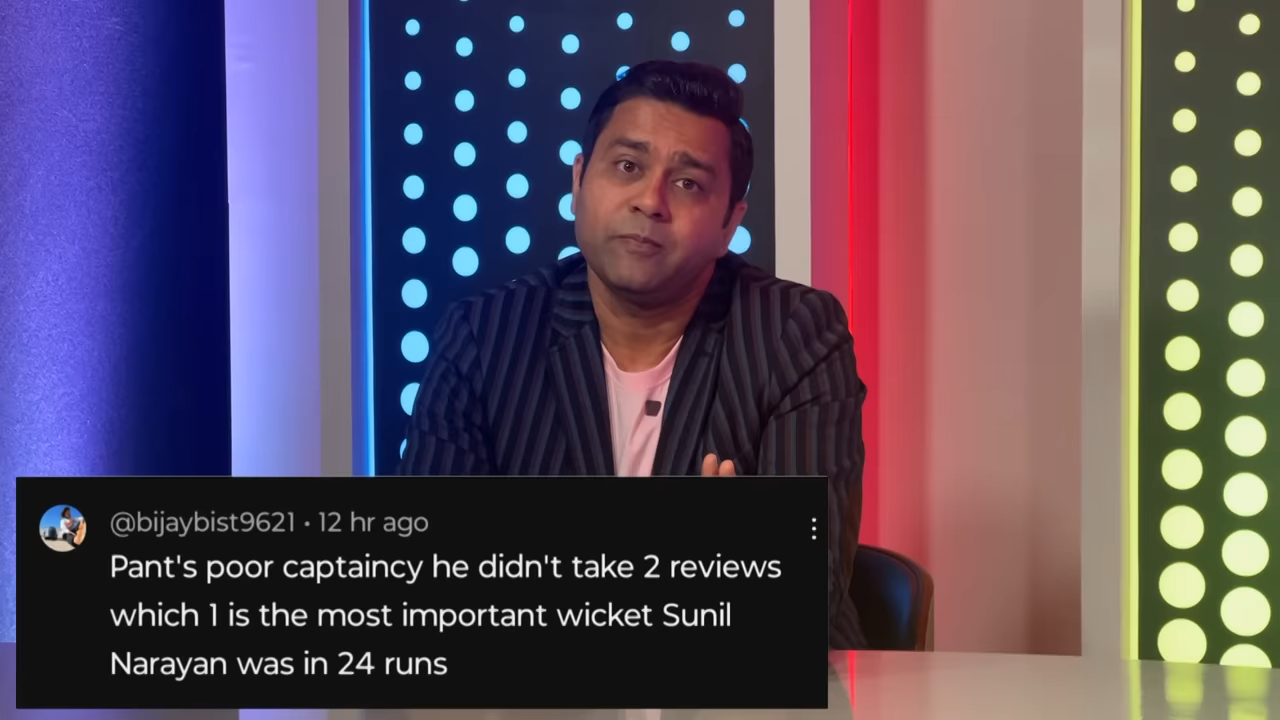 @bijaybist9621 · 12 hr ago
Pant's poor captaincy he didn't take 2 reviews
which 1 is the most important wicket Sunil
Narayan was in 24 runs